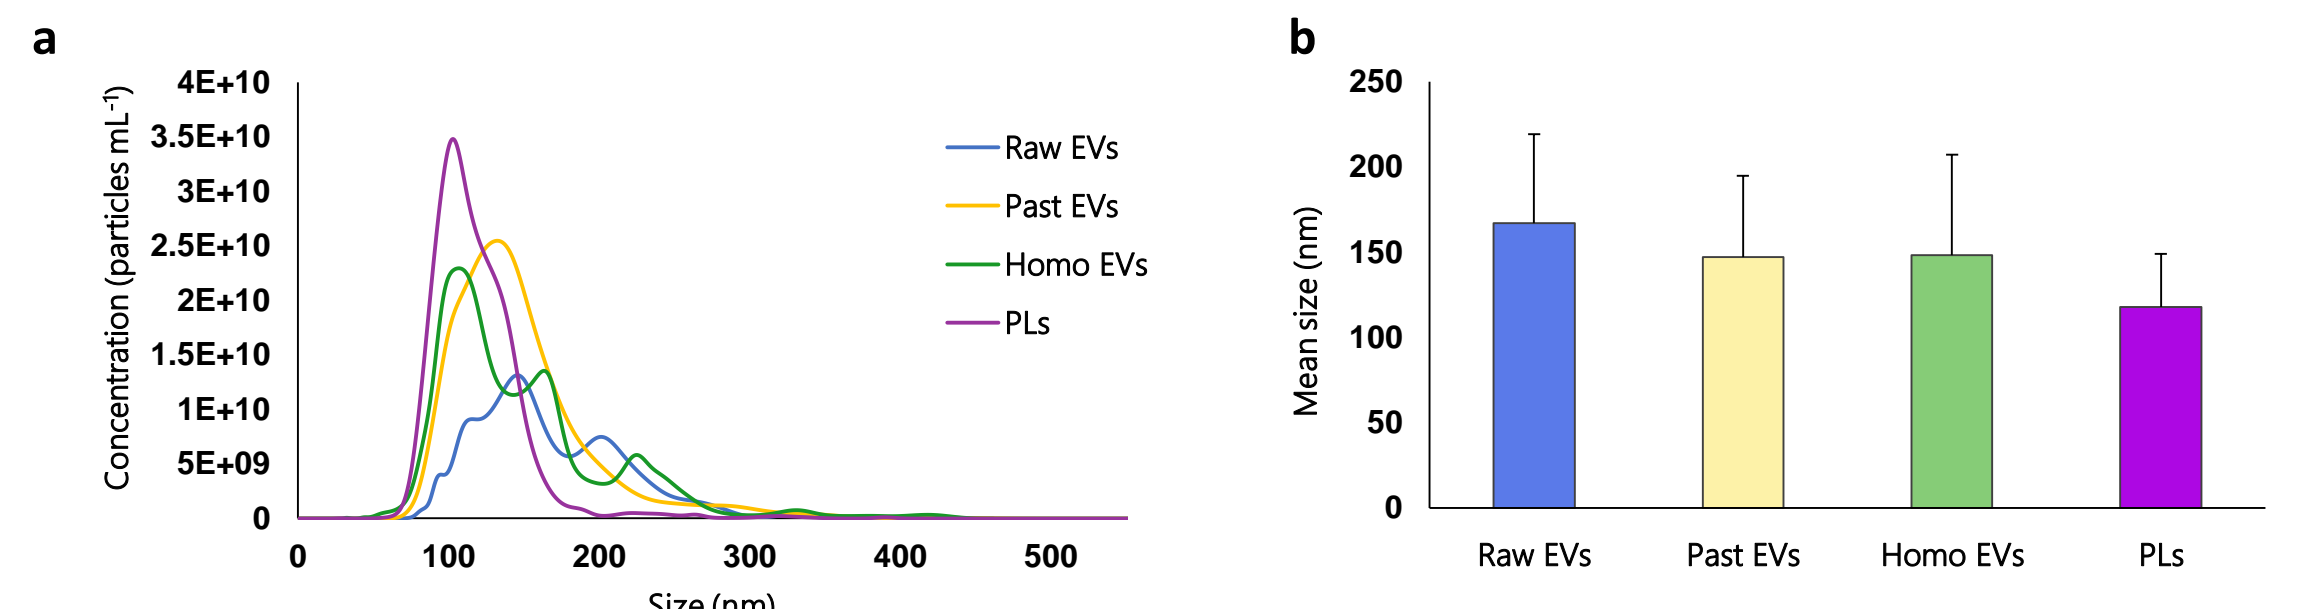 a
Concentration (particles mL-1)
4E+10
3.5E+10
3E+10
2.5E+10
2E+10
1.5E+10
1E+10
5E+09
0
0 100 200 300 400 500
Size (nm)
Raw EVs
Past EVs
Homo EVs
PLs
b
Mean size (nm)
250
200
150
100
50
0
Raw EVs Past EVs Homo EVs PLs